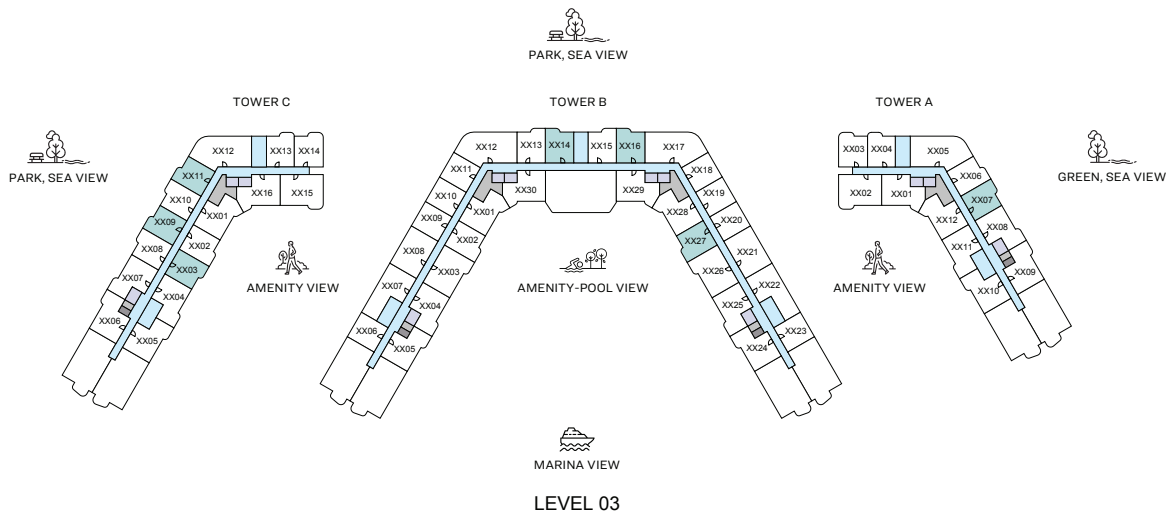 PARK, SEA VIEW
TOWER C
TOWER B
TOWER A
PARK, SEA VIEW
GREEN, SEA VIEW
XX12
XX13
XX14
XX11
XX16
XX15
XX10
XX01
XX09
XX02
XX08
XX03
XX07
XX04
XX06
XX05
XX12
XX13
XX14
XX15
XX16
XX17
XX11
XX18
XX10
XX30
XX29
XX19
XX09
XX01
XX28
XX20
XX08
XX02
XX27
XX21
XX07
XX03
XX26
XX22
XX06
XX04
XX25
XX23
XX05
XX24
XX03
XX04
XX05
XX02
XX01
XX06
XX07
XX12
XX08
XX11
XX09
XX10
AMENITY VIEW
AMENITY-POOL VIEW
AMENITY VIEW
MARINA VIEW
LEVEL 03